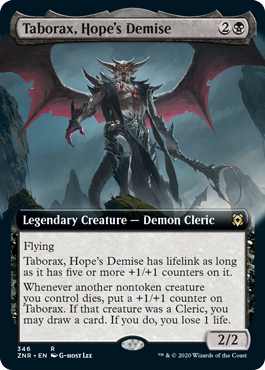 Taborax, Hope's Demise 2
Legendary Creature — Demon Cleric
Flying
Taborax, Hope's Demise has lifelink as long
as it has five or more +1/+1 counters on it.
Whenever another nontoken creature
you control dies, put a +1/+1 counter on
Taborax. If that creature was a Cleric, you
may draw a card. If you do, you lose 1 life.
2/2
346 R
ZNR • EN G-HOST LEE
™ & © 2020 Wizards of the Coast